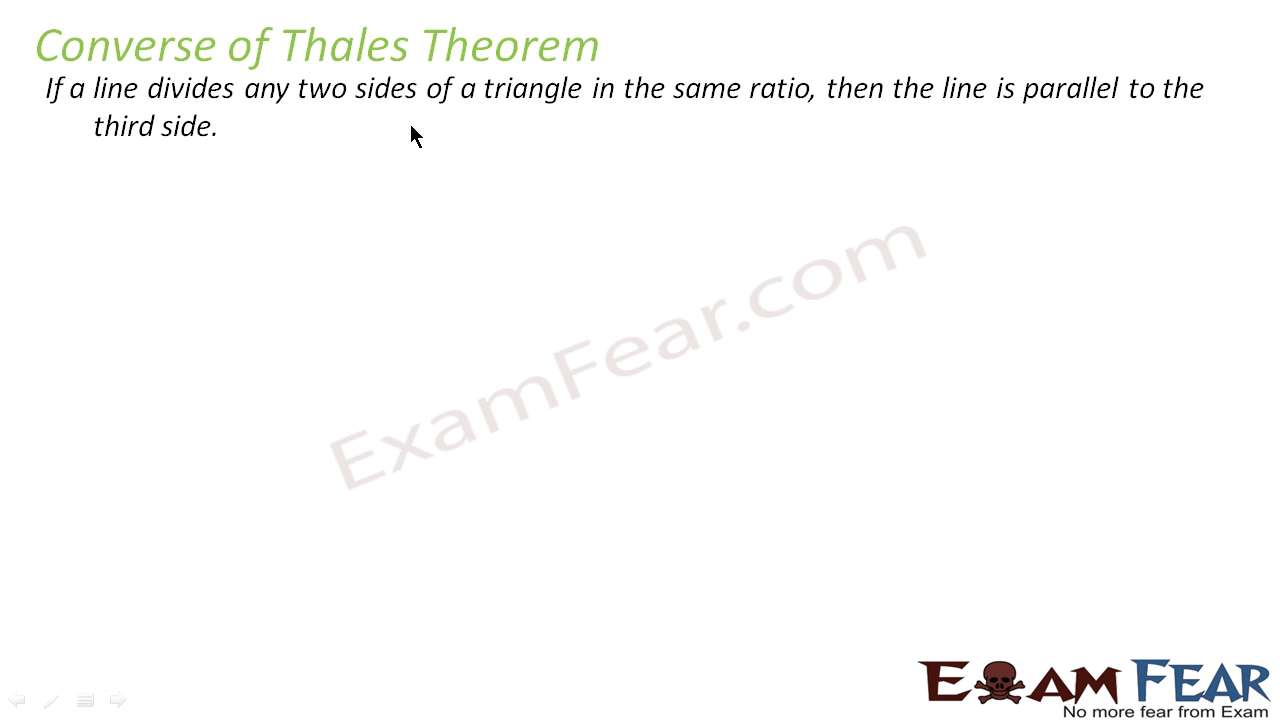 Converse of Thales Theorem
If a line divides any two sides of a triangle in the same ratio, then the line is parallel to the
third side.
ExamFear.com
EXAM FEAR
No more fear from Exam